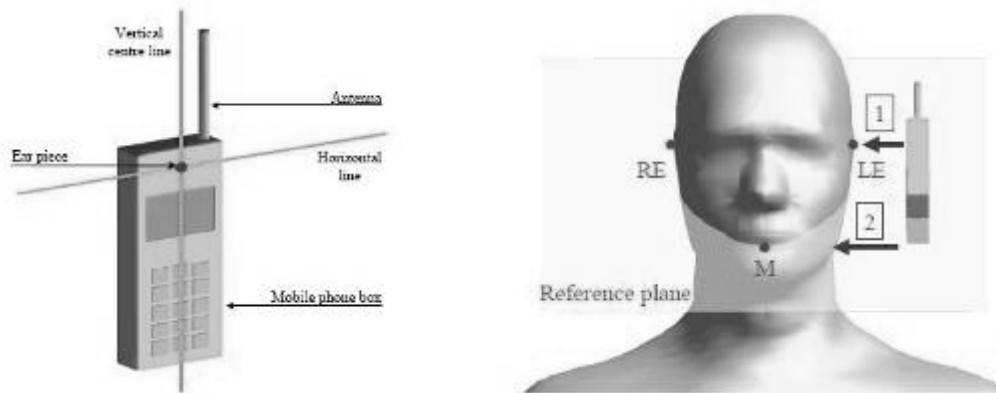 Vertical
centre line
Antenna
Ear piece
Horizontal
line
Mobile phone box
1
RE
LE
2
M
Reference plane